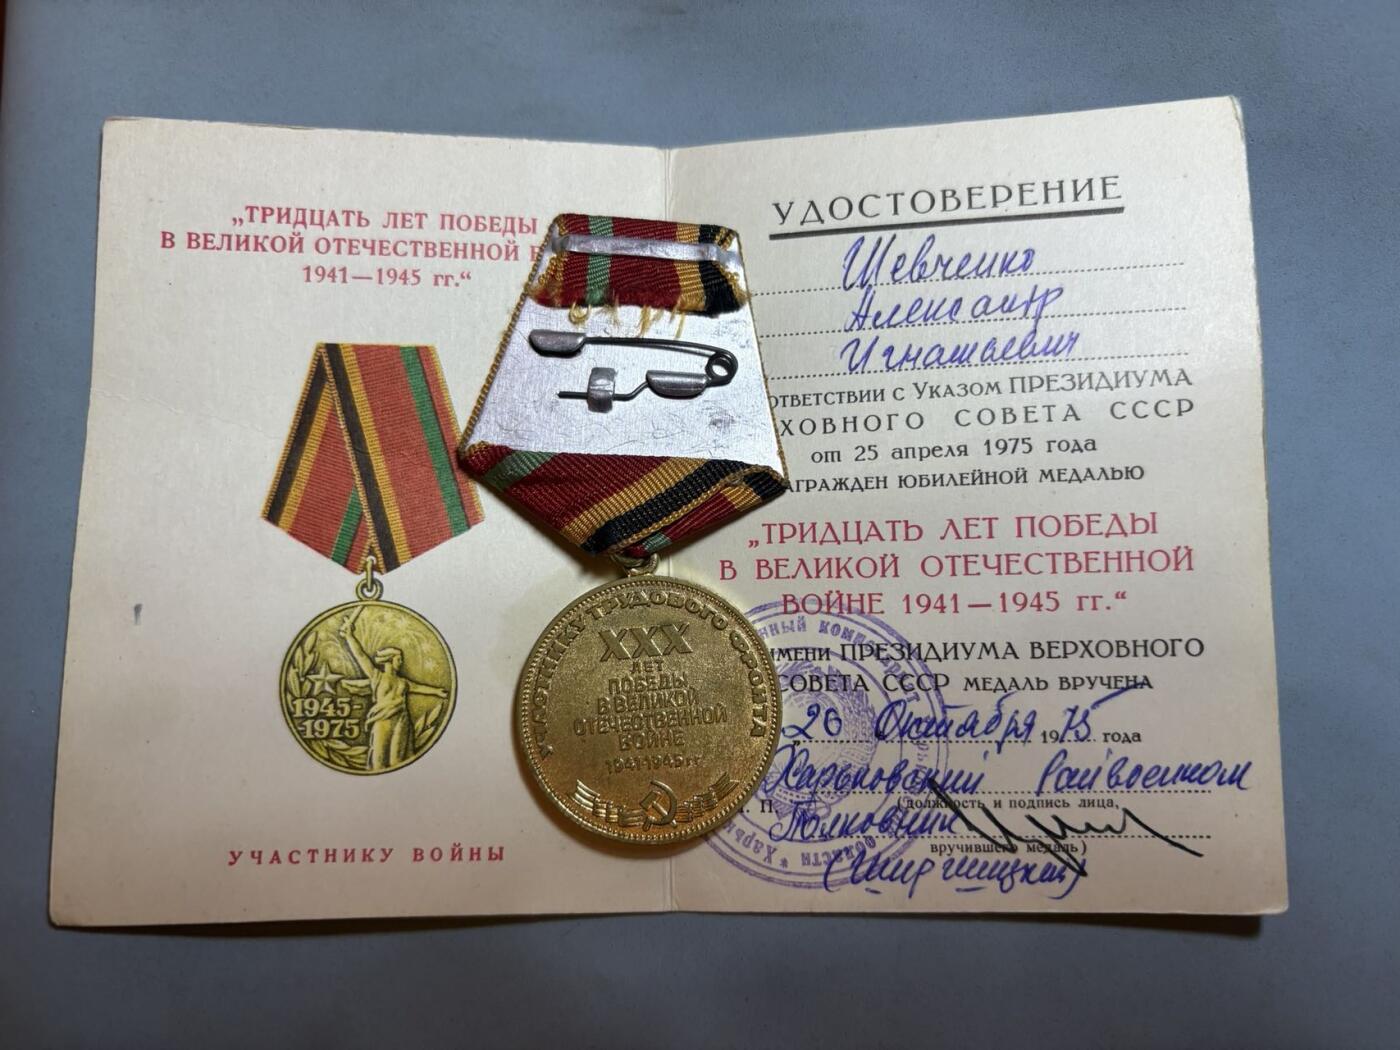 „ТРИДЦАТЬ ЛЕТ ПОБЕДЫ
В ВЕЛИКОЙ ОТЕЧЕСТВЕННОЙ
1941—1945 гг.“
1945-
1975
УЧАСТНИКУ ВОЙНЫ
УЧАСТНИКУ ТРУДОВОГО ФРОНТА
XXX
ЛЕТ
ПОБЕДЫ
В ВЕЛИКОЙ
ОТЕЧЕСТВЕННОЙ
ВОЙНЕ
1941-1945 гг.
УДОСТОВЕРЕНИЕ
Шевченко
Александр
Игнатьевич
ОТВЕТСТВИИ С УКАЗОМ ПРЕЗИДИУМА
ХОВНОГО СОВЕТА СССР
от 25 апреля 1975 года
АГРАЖДЕН ЮБИЛЕЙНОЙ МЕДАЛЬЮ
„ТРИДЦАТЬ ЛЕТ ПОБЕДЫ
В ВЕЛИКОЙ ОТЕЧЕСТВЕННОЙ
ВОЙНЕ 1941—1945 гг.“
ИМЕНИ ПРЕЗИДИУМА ВЕРХОВНОГО
СОВЕТА СССР МЕДАЛЬ ВРУЧЕНА
„26 Октября 1975 года
Харьковский Райвоенком
П. (должность и подпись лица,
Полковник
вручившего медаль)